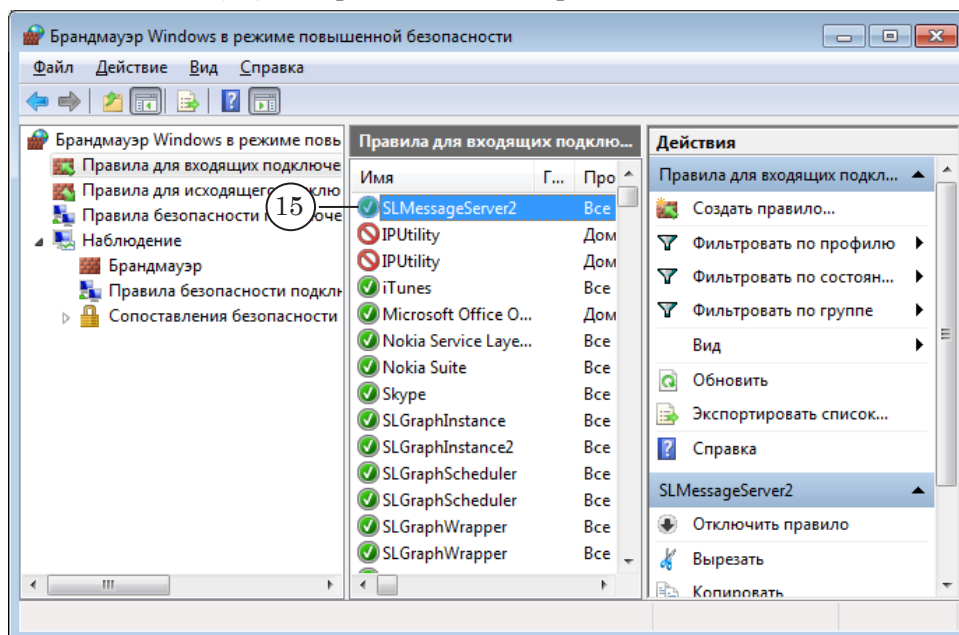 Брандмауэр Windows в режиме повышенной безопасности
Файл Действие Вид Справка
Брандмауэр Windows в режиме повь
Правила для входящих подключе
Правила для исходящего
Правила безопасности
Наблюдение
Брандмауэр
Правила безопасности подклн
Сопоставления безопасности
15
Правила для входящих подклю...
Имя Г... Про
SLMessageServer2 Все
IPUtility Дом
IPUtility Дом
iTunes Все
Microsoft Office O... Дом
Nokia Service Laye... Все
Nokia Suite Все
Skype Все
SLGraphInstance Все
SLGraphInstance2 Все
SLGraphScheduler Все
SLGraphScheduler Все
SLGraphWrapper Все
SLGraphWrapper Все
Действия
Правила для входящих подкл...
Создать правило...
Фильтровать по профилю
Фильтровать по состоян...
Фильтровать по группе
Вид
Обновить
Экспортировать список...
Справка
SLMessageServer2
Отключить правило
Вырезать
Копировать